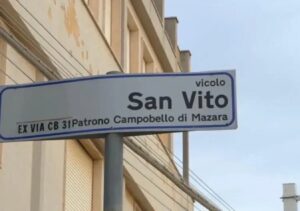 vicolo
San Vito
EX VIA CB 31 Patrono Campobello di Mazara